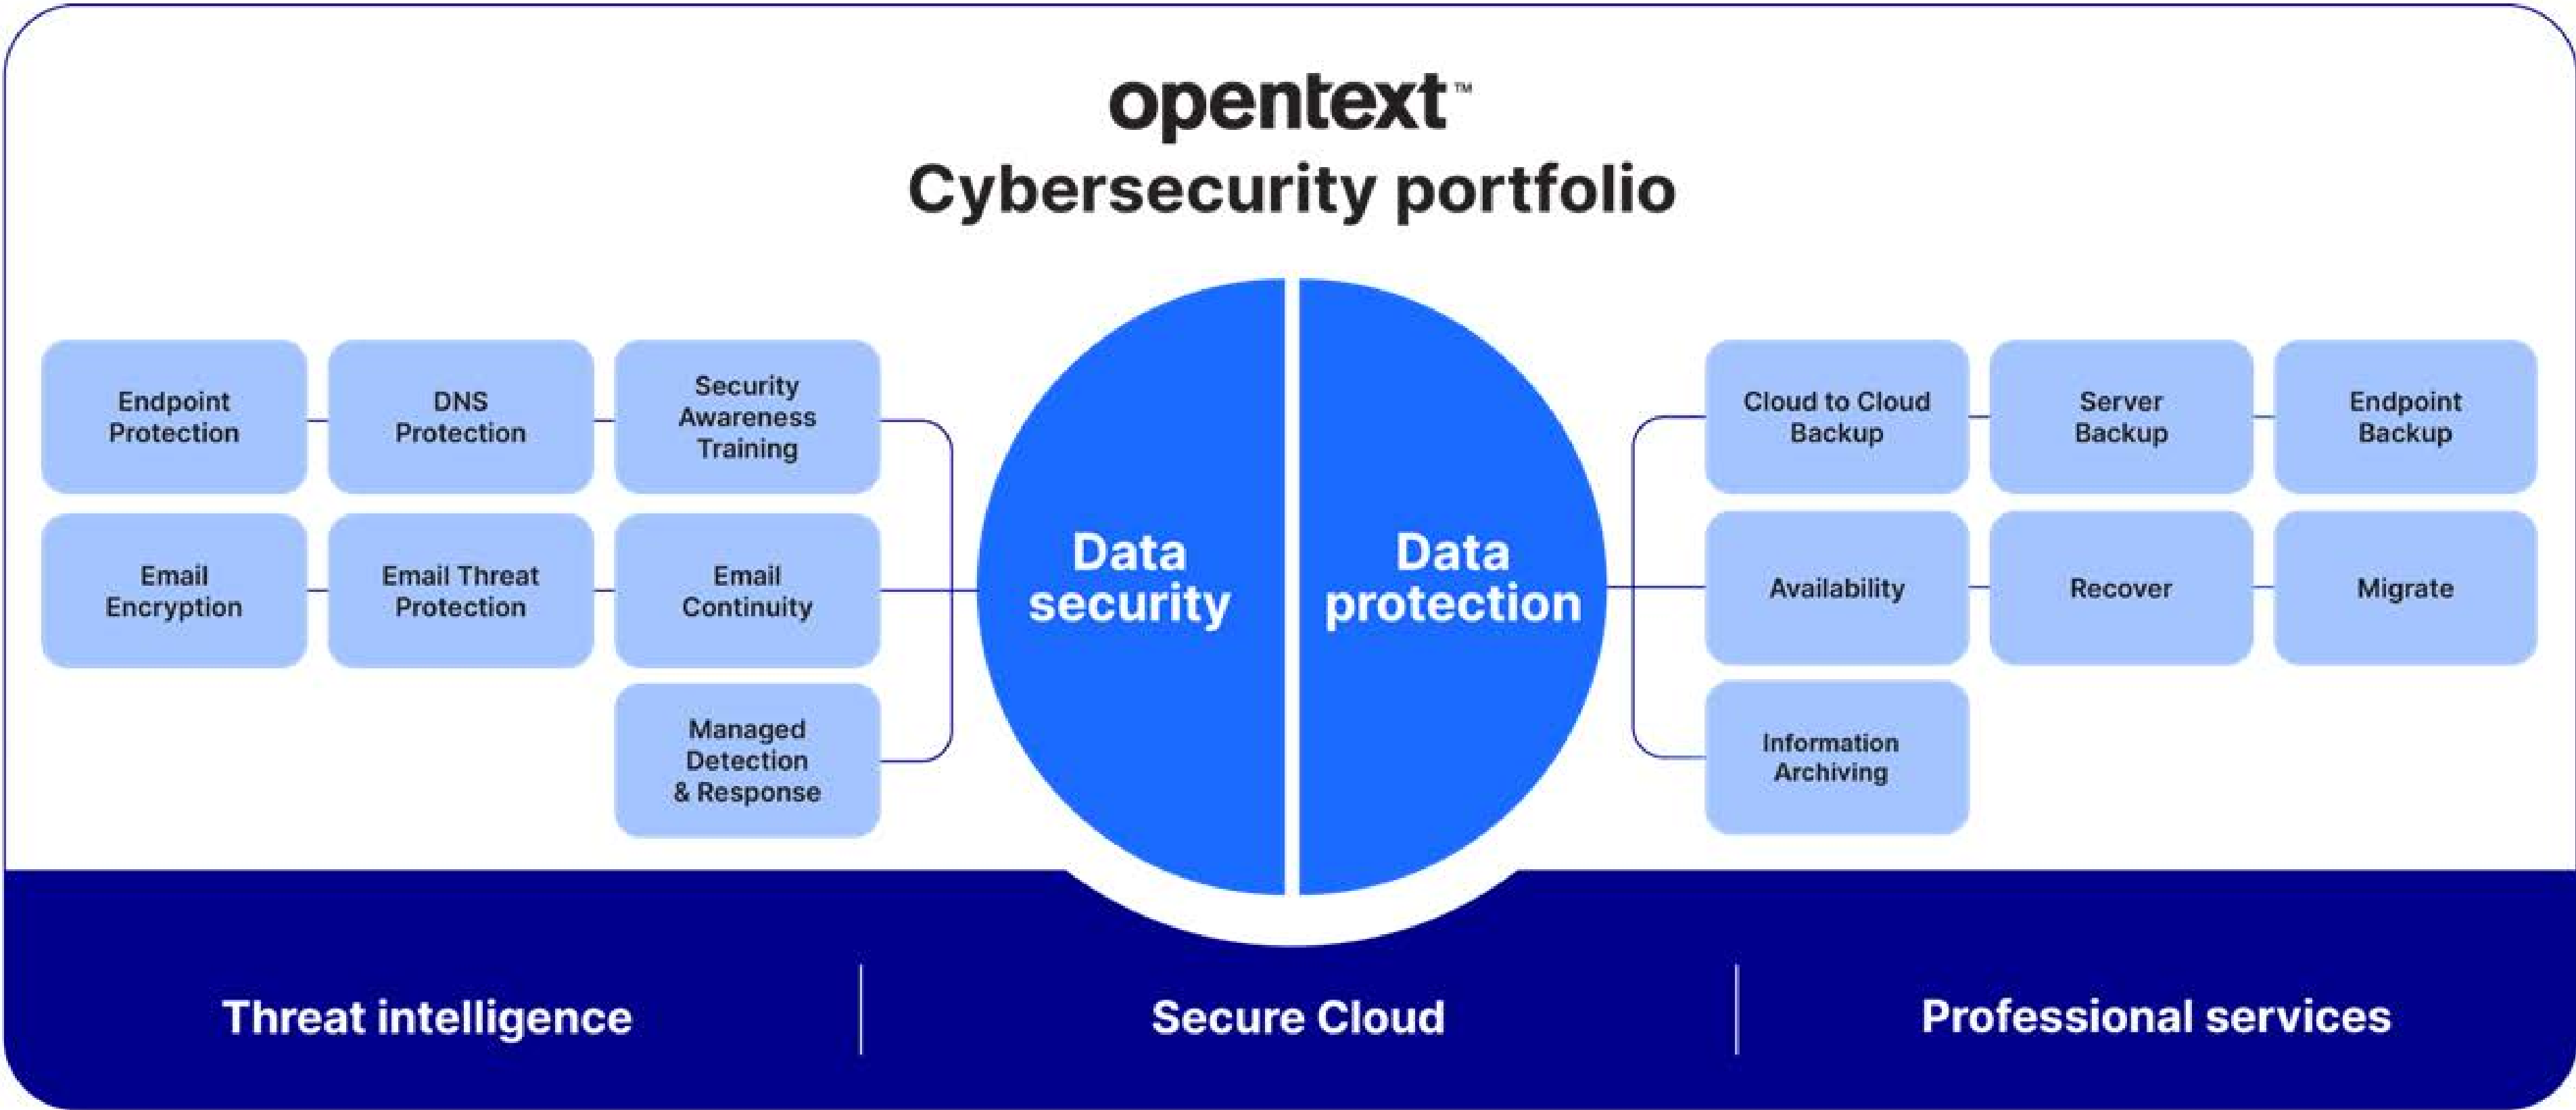 opentext™
Cybersecurity portfolio
Endpoint
Protection
DNS
Protection
Security
Awareness
Training
Email
Encryption
Email Threat
Protection
Email
Continuity
Managed
Detection
& Response
Data
security
Data
protection
Cloud to Cloud
Backup
Server
Backup
Endpoint
Backup
Availability
Recover
Migrate
Information
Archiving
Threat intelligence
Secure Cloud
Professional services